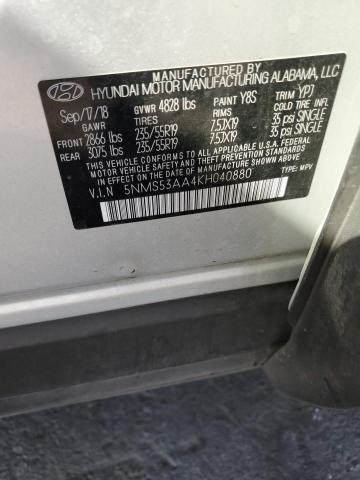 MANUFACTURED BY
HYUNDAI MOTOR MANUFACTURING ALABAMA, LLC
Sep/17/18 GVWR 4828 lbs PAINT Y8S TRIM YPJ
GAWR TIRES RIMS COLD TIRE INFL.
FRONT 2866 lbs 235/55R19 7.5JX19 35 psi SINGLE
REAR 3075 lbs 235/55R19 7.5JX19 35 psi SINGLE
THIS VEHICLE CONFORMS TO ALL APPLICABLE U.S.A. FEDERAL
MOTOR VEHICLE SAFETY, BUMPER, AND THEFT PREVENTION
STANDARDS IN EFFECT ON THE DATE OF MANUFACTURE SHOWN ABOVE.
V.I.N 5NMS53AA4KH040880 TYPE: MPV